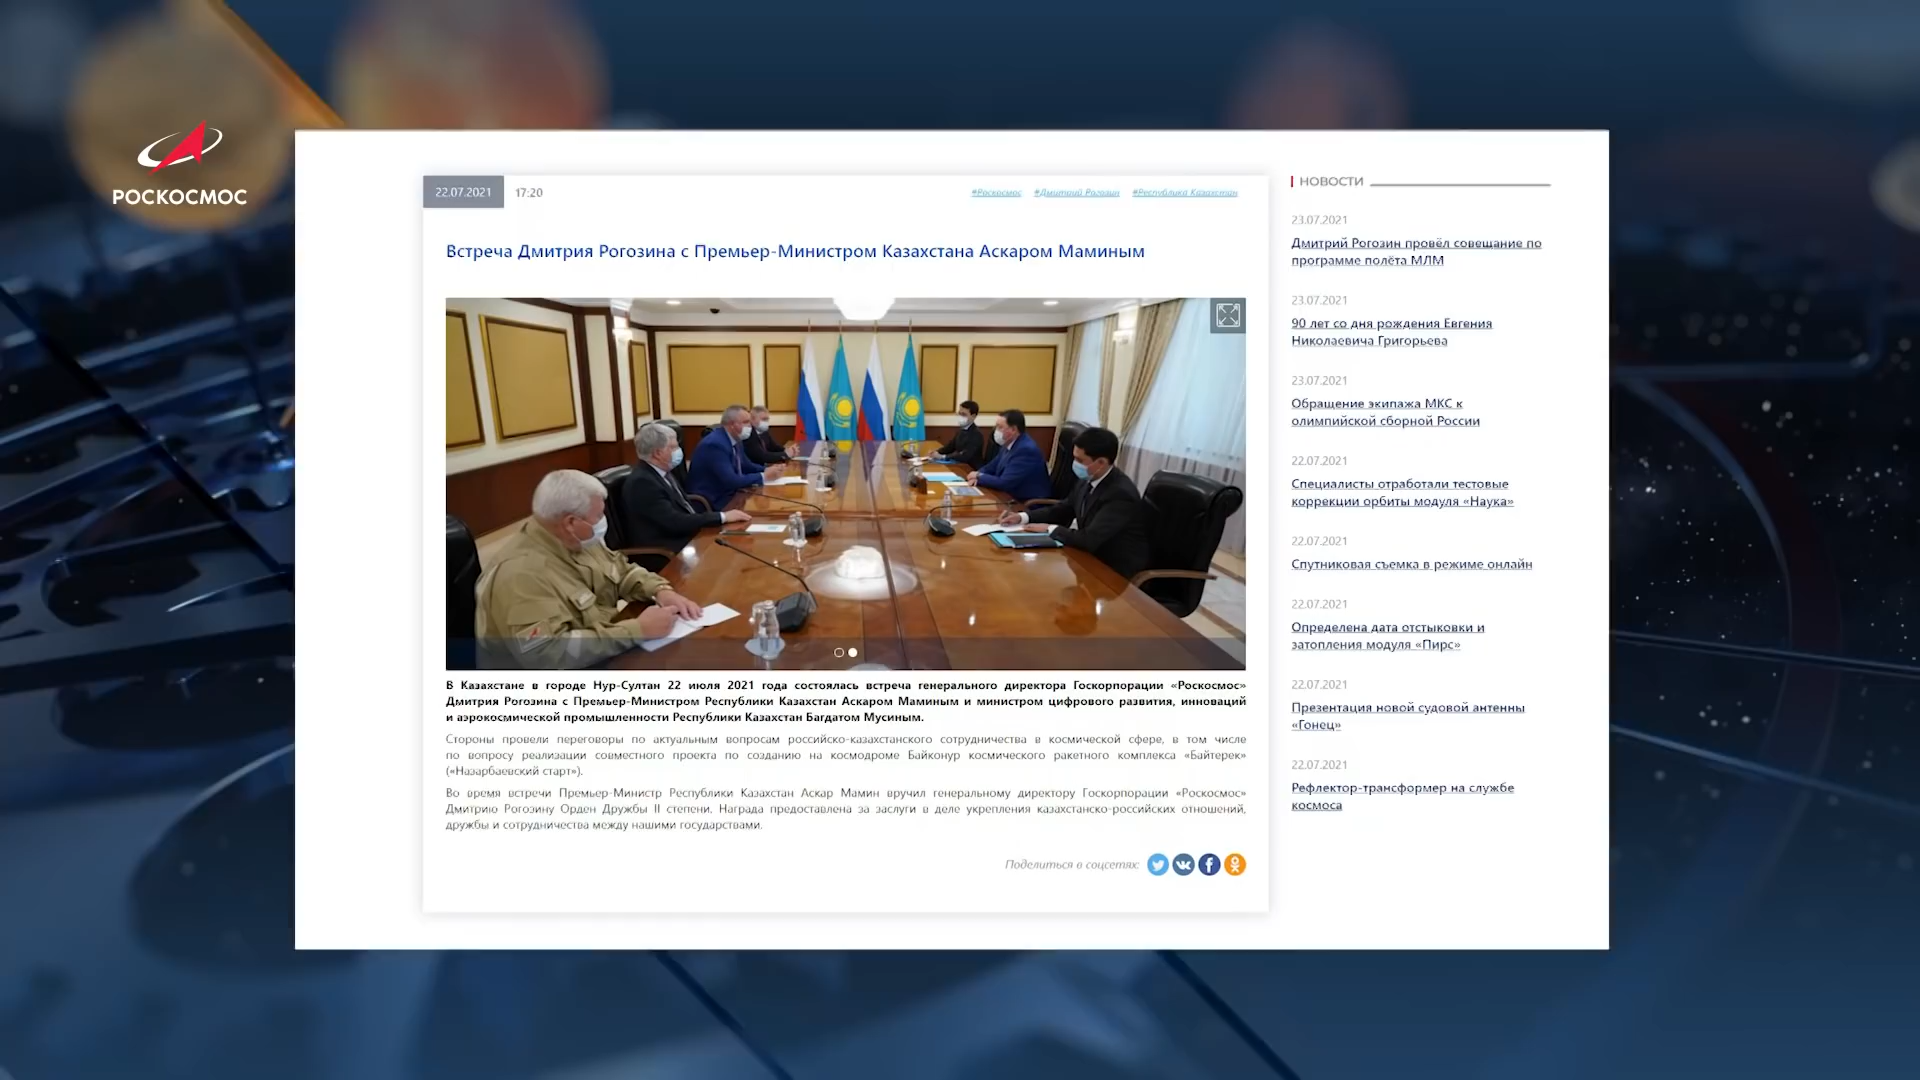 РОСКОСМОС
22.07.2021 17:20
#Роскосмос #Дмитрий Рогозин #Республика Казахстан
Встреча Дмитрия Рогозина с Премьер-Министром Казахстана Аскаром Маминым
В Казахстане в городе Нур-Султан 22 июля 2021 года состоялась встреча генерального директора Госкорпорации «Роскосмос»
Дмитрия Рогозина с Премьер-Министром Республики Казахстан Аскаром Маминым и министром цифрового развития, инноваций
и аэрокосмической промышленности Республики Казахстан Багдатом Мусиным.
Стороны провели переговоры по актуальным вопросам российско-казахстанского сотрудничества в космической сфере, в том числе
по вопросу реализации совместного проекта по созданию на космодроме Байконур космического ракетного комплекса «Байтерек»
(«Назарбаевский старт»).
Во время встречи Премьер-Министр Республики Казахстан Аскар Мамин вручил генеральному директору Госкорпорации «Роскосмос»
Дмитрию Рогозину Орден Дружбы II степени. Награда предоставлена за заслуги в деле укрепления казахстанско-российских отношений,
дружбы и сотрудничества между нашими государствами.
Поделиться в соцсетях:
НОВОСТИ
23.07.2021
Дмитрий Рогозин провёл совещание по
программе полёта МЛМ
23.07.2021
90 лет со дня рождения Евгения
Николаевича Григорьева
23.07.2021
Обращение экипажа МКС к
олимпийской сборной России
22.07.2021
Специалисты отработали тестовые
коррекции орбиты модуля «Наука»
22.07.2021
Спутниковая съемка в режиме онлайн
22.07.2021
Определена дата отстыковки и
затопления модуля «Пирс»
22.07.2021
Презентация новой судовой антенны
«Гонец»
22.07.2021
Рефлектор-трансформер на службе
космоса